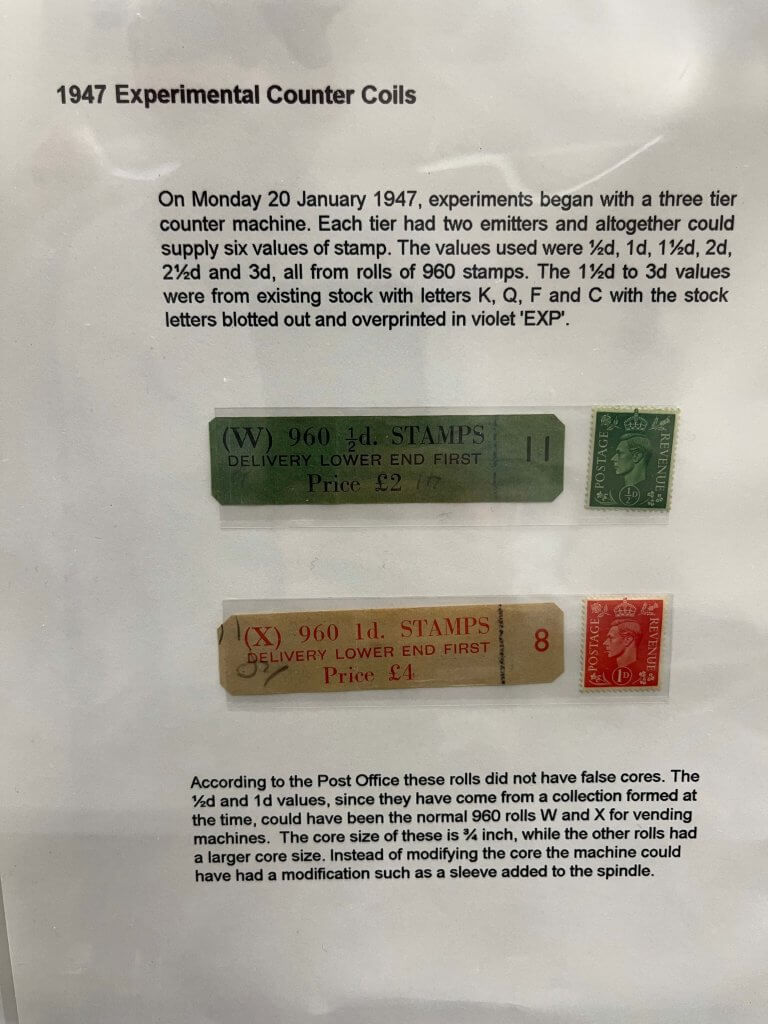 1947 Experimental Counter Coils
On Monday 20 January 1947, experiments began with a three tier
counter machine. Each tier had two emitters and altogether could
supply six values of stamp. The values used were ½d, 1d, 1½d, 2d,
2½d and 3d, all from rolls of 960 stamps. The 1½d to 3d values
were from existing stock with letters K, Q, F and C with the stock
letters blotted out and overprinted in violet 'EXP'.
(W) 960 ½d. STAMPS
DELIVERY LOWER END FIRST
Price £2
11
POSTAGE
REVENUE
½D
(X) 960 1d. STAMPS
DELIVERY LOWER END FIRST
Price £4
8
POSTAGE
REVENUE
1D
According to the Post Office these rolls did not have false cores. The
½d and 1d values, since they have come from a collection formed at
the time, could have been the normal 960 rolls W and X for vending
machines. The core size of these is ¾ inch, while the other rolls had
a larger core size. Instead of modifying the core the machine could
have had a modification such as a sleeve added to the spindle.